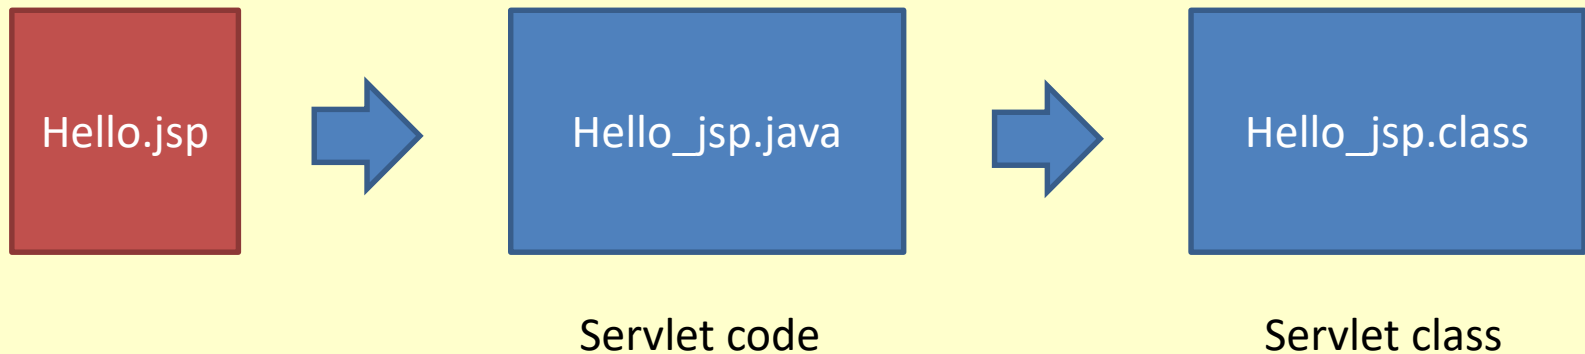 Hello.jsp
Hello_jsp.java
Hello_jsp.class
Servlet code
Servlet class